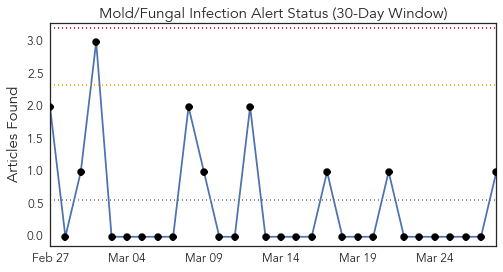 Mold/Fungal Infection Alert Status (30-Day Window)
Articles Found
3.0
2.5
2.0
1.5
1.0
0.5
0.0
Feb 27 Mar 04 Mar 09 Mar 14 Mar 19 Mar 24